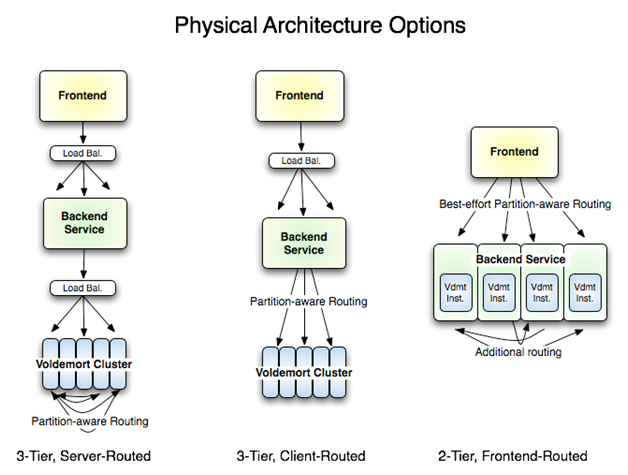 Physical Architecture Options
Frontend
Load Bal.
Backend
Service
Load Bal.
Voldemort Cluster
Partition-aware Routing
3-Tier, Server-Routed
Frontend
Load Bal.
Backend
Service
Partition-aware Routing
Voldemort Cluster
3-Tier, Client-Routed
Frontend
Best-effort Partition-aware Routing
Backend Service
Vdmt
Inst.
Vdmt
Inst.
Vdmt
Inst.
Vdmt
Inst.
Additional routing
2-Tier, Frontend-Routed